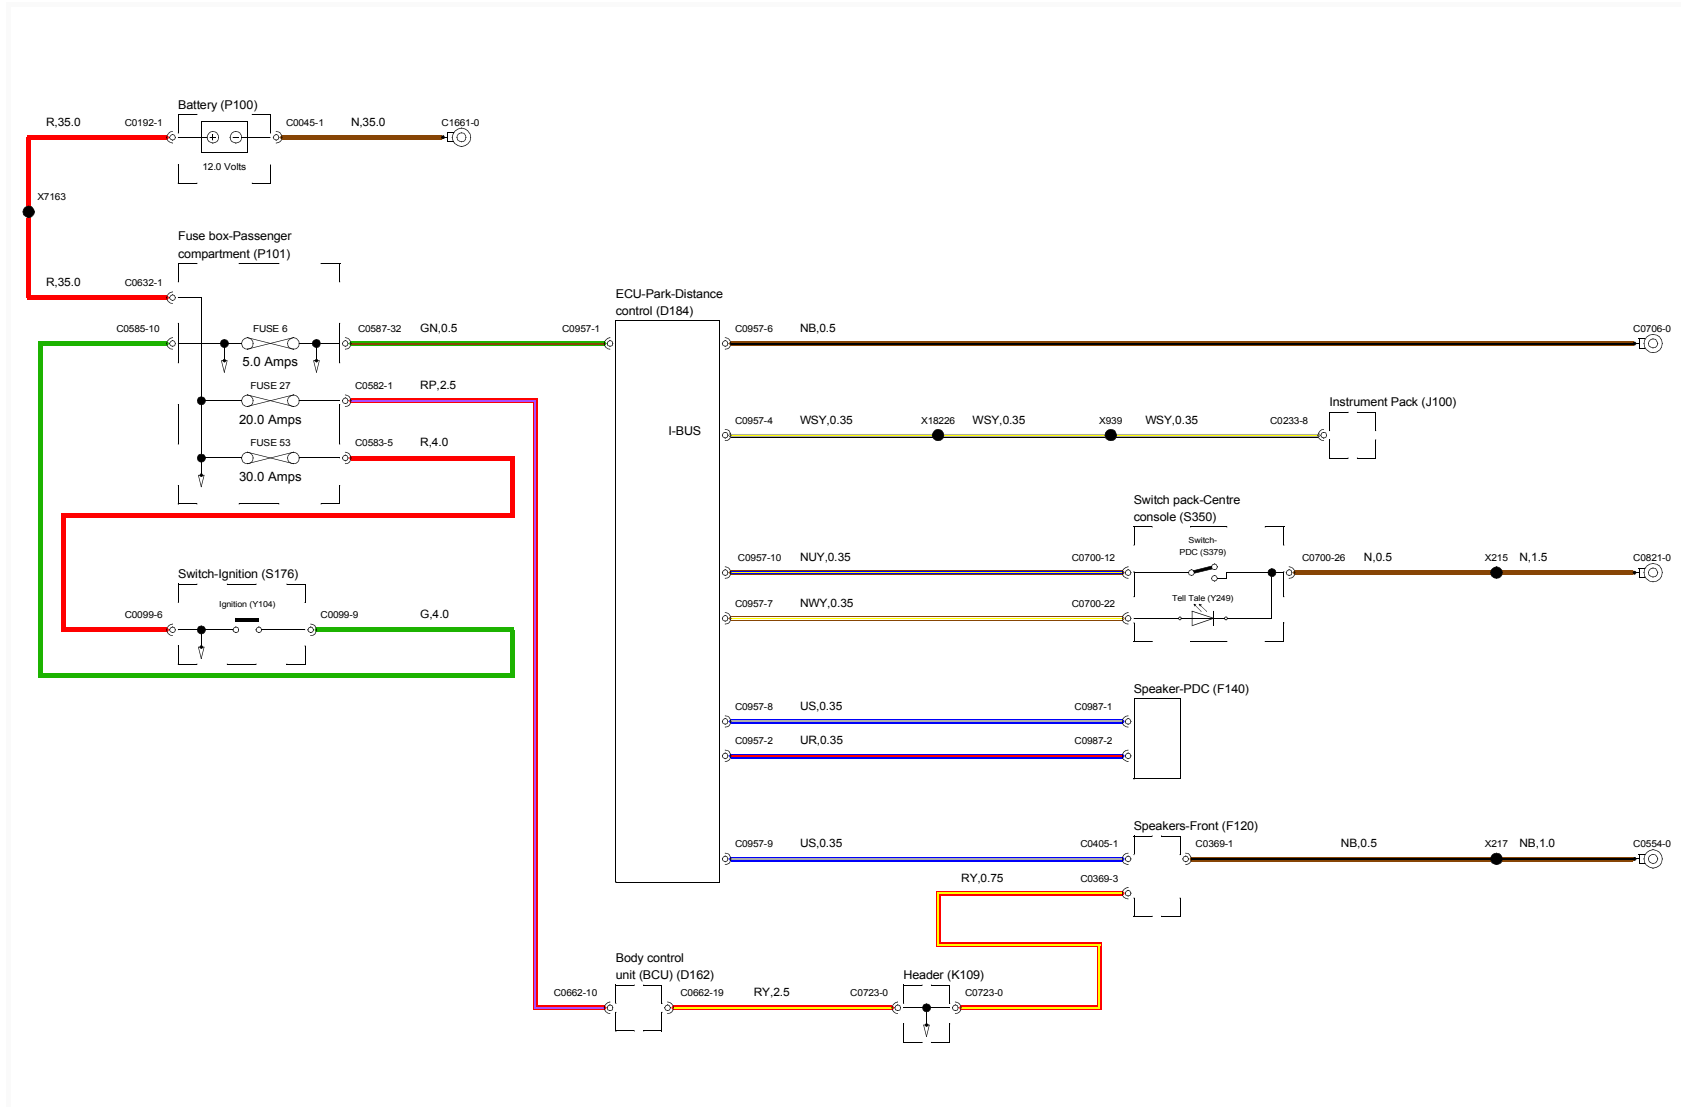 Battery (P100)
R,35.0
C0192-1
C0045-1
N,35.0
C1661-0
12.0 Volts
X7163
Fuse box-Passenger
compartment (P101)
R,35.0
C0632-1
C0585-10
FUSE 6
5.0 Amps
C0587-32
GN,0.5
C0957-1
FUSE 27
20.0 Amps
C0582-1
RP,2.5
FUSE 53
30.0 Amps
C0583-5
R,4.0
Switch-Ignition (S176)
Ignition (Y104)
C0099-6
C0099-9
G,4.0
ECU-Park-Distance
control (D184)
I-BUS
C0957-6
NB,0.5
C0706-0
C0957-4
WSY,0.35
X18226
WSY,0.35
X939
WSY,0.35
C0233-8
Instrument Pack (J100)
Switch pack-Centre
console (S350)
Switch-
PDC (S379)
C0957-10
NUY,0.35
C0700-12
C0700-26
N,0.5
X215
N,1.5
C0821-0
Tell Tale (Y249)
C0957-7
NWY,0.35
C0700-22
Speaker-PDC (F140)
C0957-8
US,0.35
C0987-1
C0957-2
UR,0.35
C0987-2
Speakers-Front (F120)
C0957-9
US,0.35
C0405-1
C0369-1
NB,0.5
X217
NB,1.0
C0554-0
RY,0.75
C0369-3
Body control
unit (BCU) (D162)
C0662-10
C0662-19
RY,2.5
Header (K109)
C0723-0
C0723-0